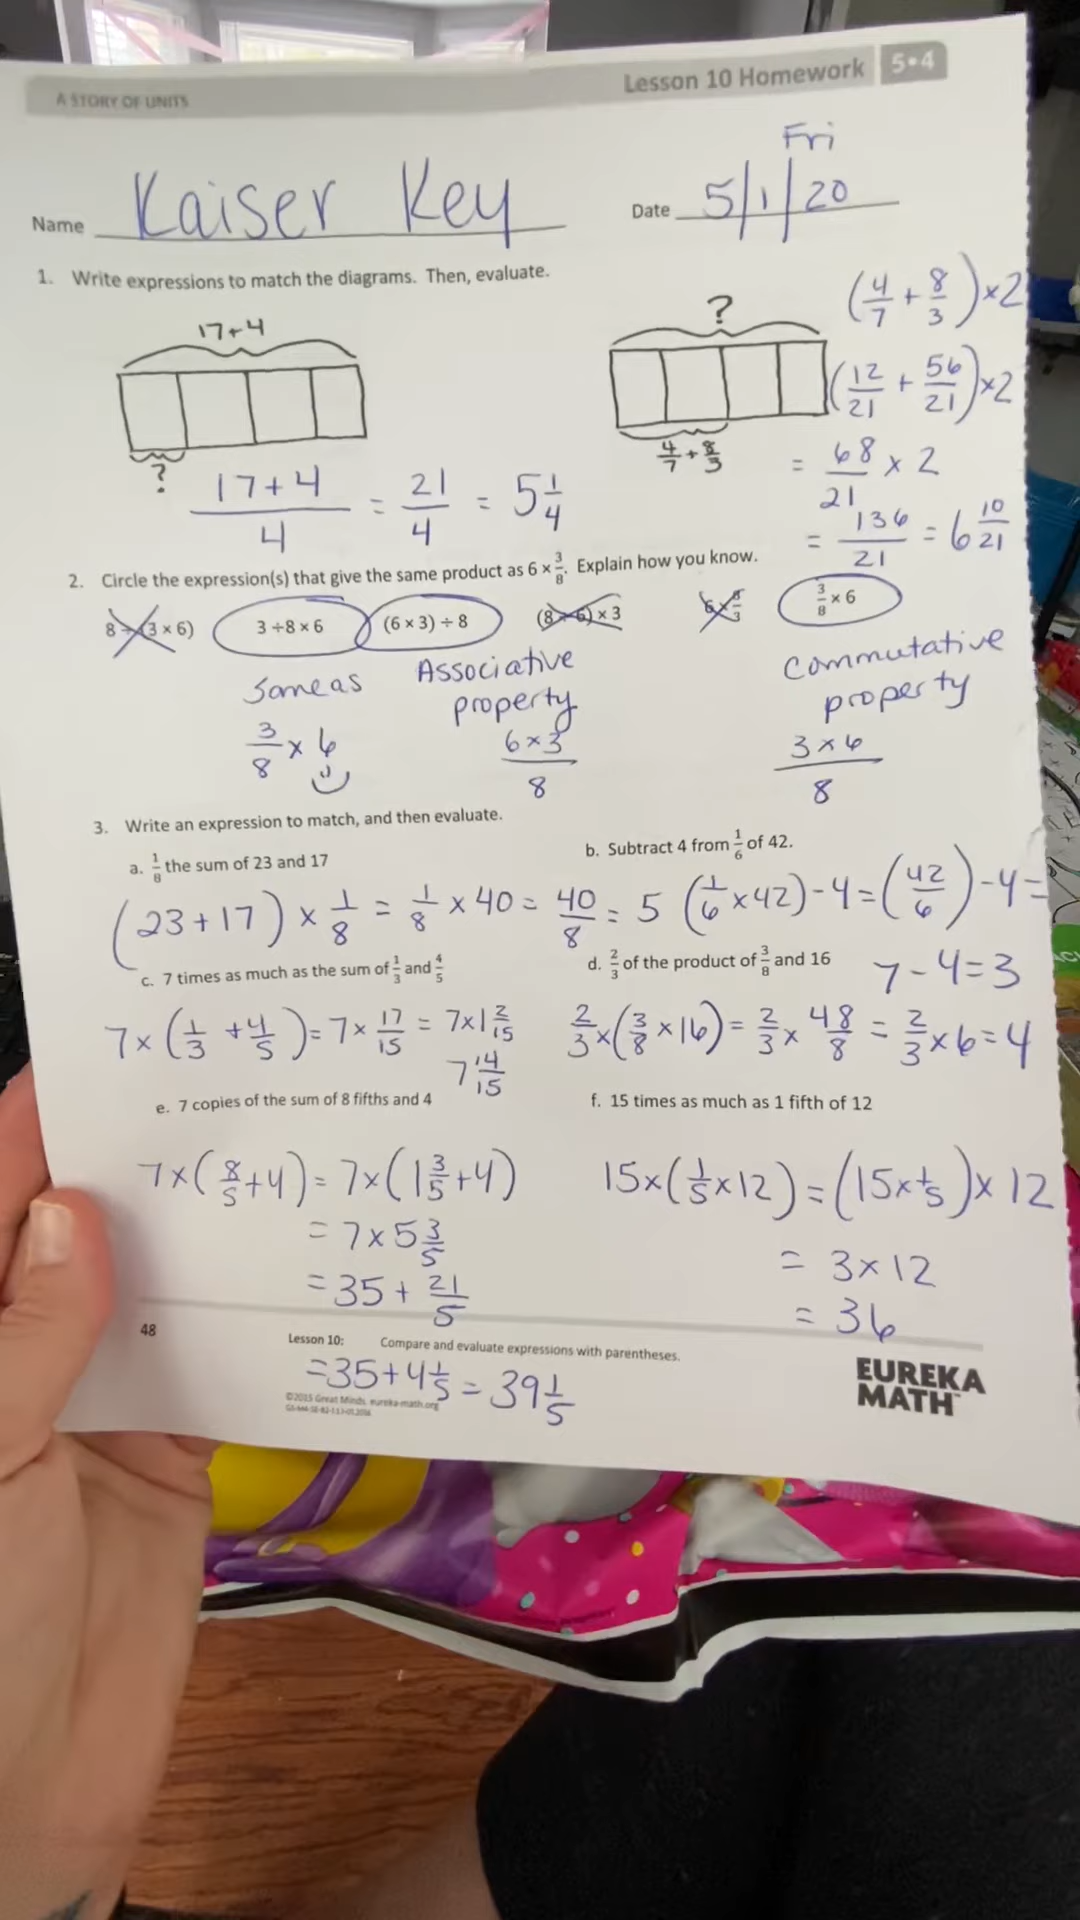 A STORY OF UNITS
Lesson 10 Homework 5•4
Fri
Name Kaiser Key
Date 5/1/20
1. Write expressions to match the diagrams. Then, evaluate.
17+4
?
17+4/4 = 21/4 = 5 1/4
?
4/7 + 8/3
(4/7 + 8/3) × 2
(12/21 + 56/21) × 2
= 68/21 × 2
= 136/21 = 6 10/21
2. Circle the expression(s) that give the same product as 6 × 3/8. Explain how you know.
8 ÷ (3 × 6) 3 ÷ 8 × 6 (6 × 3) ÷ 8 (8 ÷ 6) × 3 6 × 8/3 3/8 × 6
Same as
3/8 × 6
Associative
property
6×3/8
Commutative
property
3×6/8
3. Write an expression to match, and then evaluate.
a. 1/8 the sum of 23 and 17
(23+17) × 1/8 = 1/8 × 40 = 40/8 = 5
b. Subtract 4 from 1/6 of 42.
(1/6 × 42) - 4 = (42/6) - 4 =
7 - 4 = 3
c. 7 times as much as the sum of 1/3 and 4/5
7 × (1/3 + 4/5) = 7 × 17/15 = 7 × 1 2/15
7 14/15
d. 2/3 of the product of 3/8 and 16
2/3 × (3/8 × 16) = 2/3 × 48/8 = 2/3 × 6 = 4
e. 7 copies of the sum of 8 fifths and 4
7 × (8/5 + 4) = 7 × (1 3/5 + 4)
= 7 × 5 3/5
= 35 + 21/5
= 35 + 4 1/5 = 39 1/5
f. 15 times as much as 1 fifth of 12
15 × (1/5 × 12) = (15 × 1/5) × 12
= 3 × 12
= 36
48
Lesson 10: Compare and evaluate expressions with parentheses.
©2015 Great Minds. eureka-math.org
EUREKA
MATH™